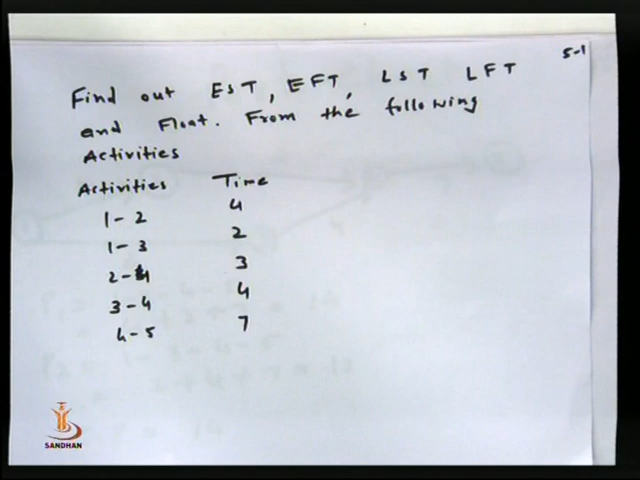 5-1
Find out EST, EFT, LST LFT
and Float. From the following
Activities
Activities Time
1-2 4
1-3 2
2-4 3
3-4 4
4-5 7
SANDHAN